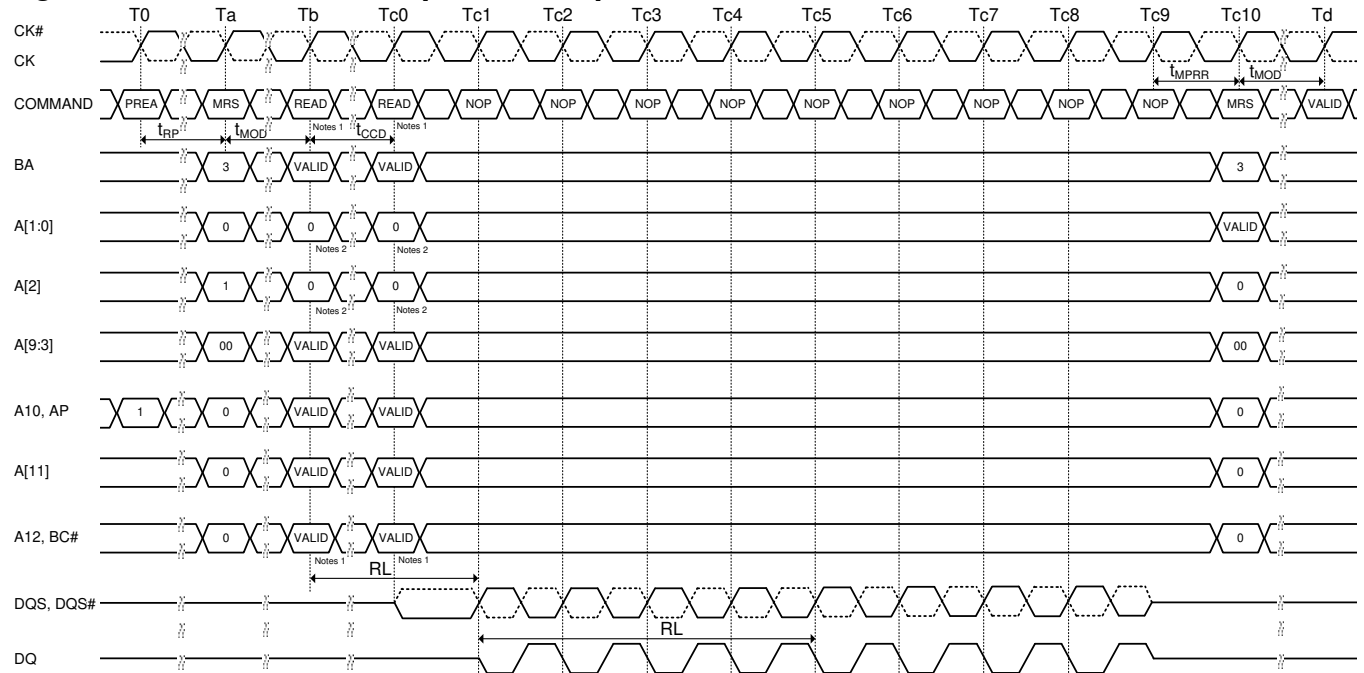 T0 Ta Tb Tc0 Tc1 Tc2 Tc3 Tc4 Tc5 Tc6 Tc7 Tc8 Tc9 Tc10 Td
CK#
CK
tMPRR tMOD
COMMAND PREA MRS READ READ NOP NOP NOP NOP NOP NOP NOP NOP NOP MRS VALID
Notes 1 Notes 1
tRP tMOD tCCD
BA 3 VALID VALID 3
A[1:0] 0 0 0 VALID
Notes 2 Notes 2
A[2] 1 0 0 0
Notes 2 Notes 2
A[9:3] 00 VALID VALID 00
A10, AP 1 0 VALID VALID 0
A[11] 0 VALID VALID 0
A12, BC# 0 VALID VALID 0
Notes 1 Notes 1
RL
DQS, DQS#
RL
DQ